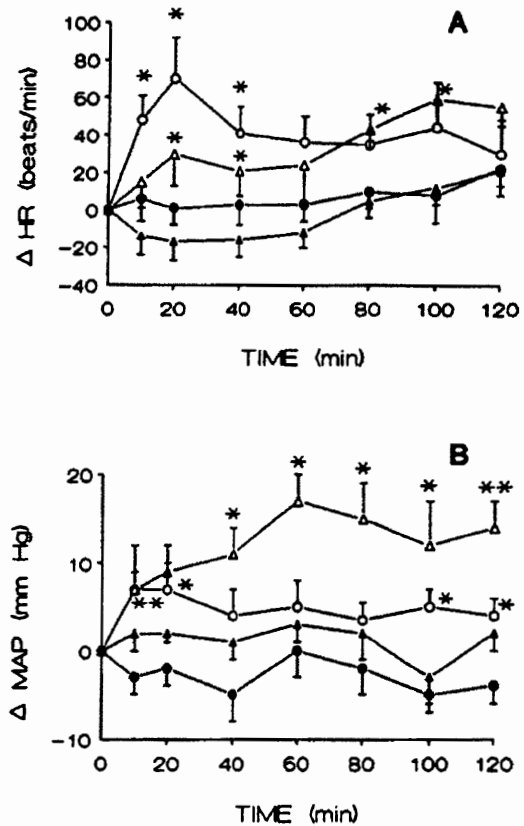 A
100
80
60
40
20
0
−20
−40
Δ HR (beats/min)
* * * * * * *
0 20 40 60 80 100 120
TIME (min)
B
20
10
0
−10
Δ MAP (mm Hg)
* * * * ** ** * * *
0 20 40 60 80 100 120
TIME (min)